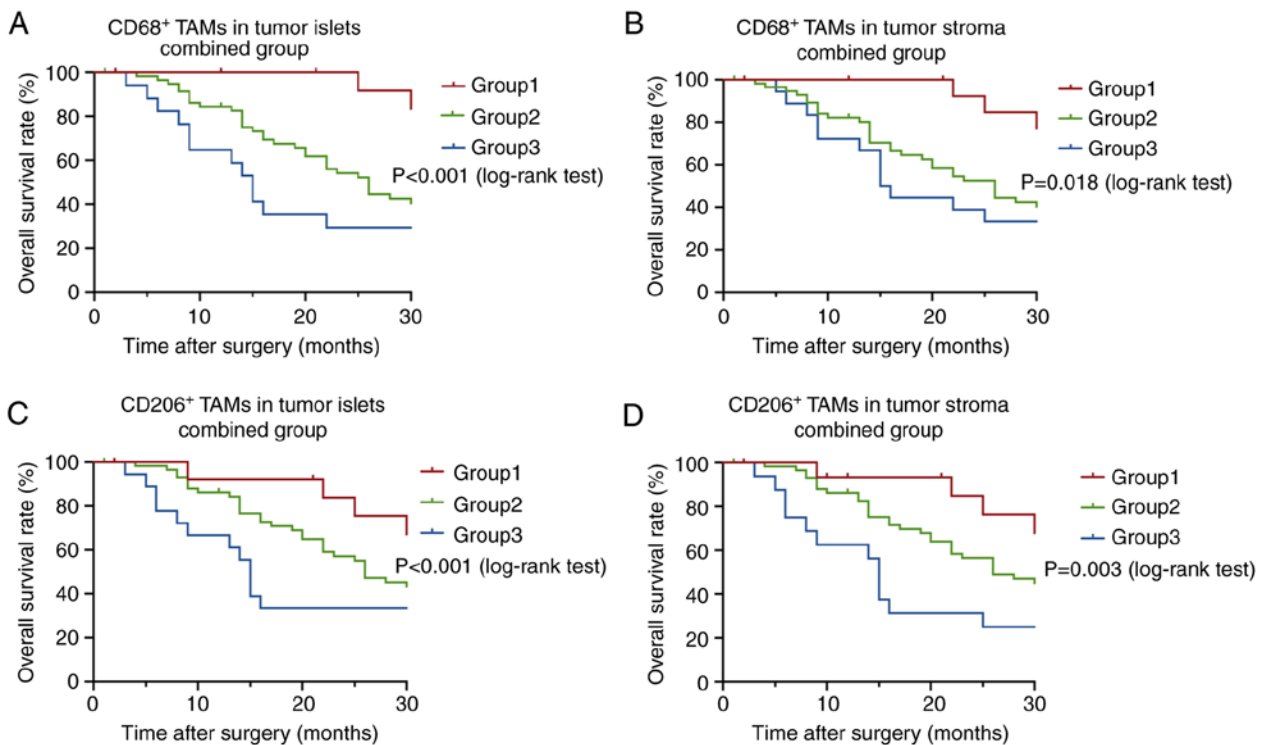 A
CD68⁺ TAMs in tumor islets
combined group
Overall survival rate (%)
100
80
60
40
20
0
0 10 20 30
Time after surgery (months)
Group1
Group2
Group3
P<0.001 (log-rank test)
B
CD68⁺ TAMs in tumor stroma
combined group
Overall survival rate (%)
100
80
60
40
20
0
10 20 30
Time after surgery (months)
Group1
Group2
Group3
P=0.018 (log-rank test)
C
CD206⁺ TAMs in tumor islets
combined group
Overall survival rate (%)
100
80
60
40
20
0
0 10 20 30
Time after surgery (months)
Group1
Group2
Group3
P<0.001 (log-rank test)
D
CD206⁺ TAMs in tumor stroma
combined group
Overall survival rate (%)
100
80
60
40
20
0
0 10 20 30
Time after surgery (months)
Group1
Group2
Group3
P=0.003 (log-rank test)